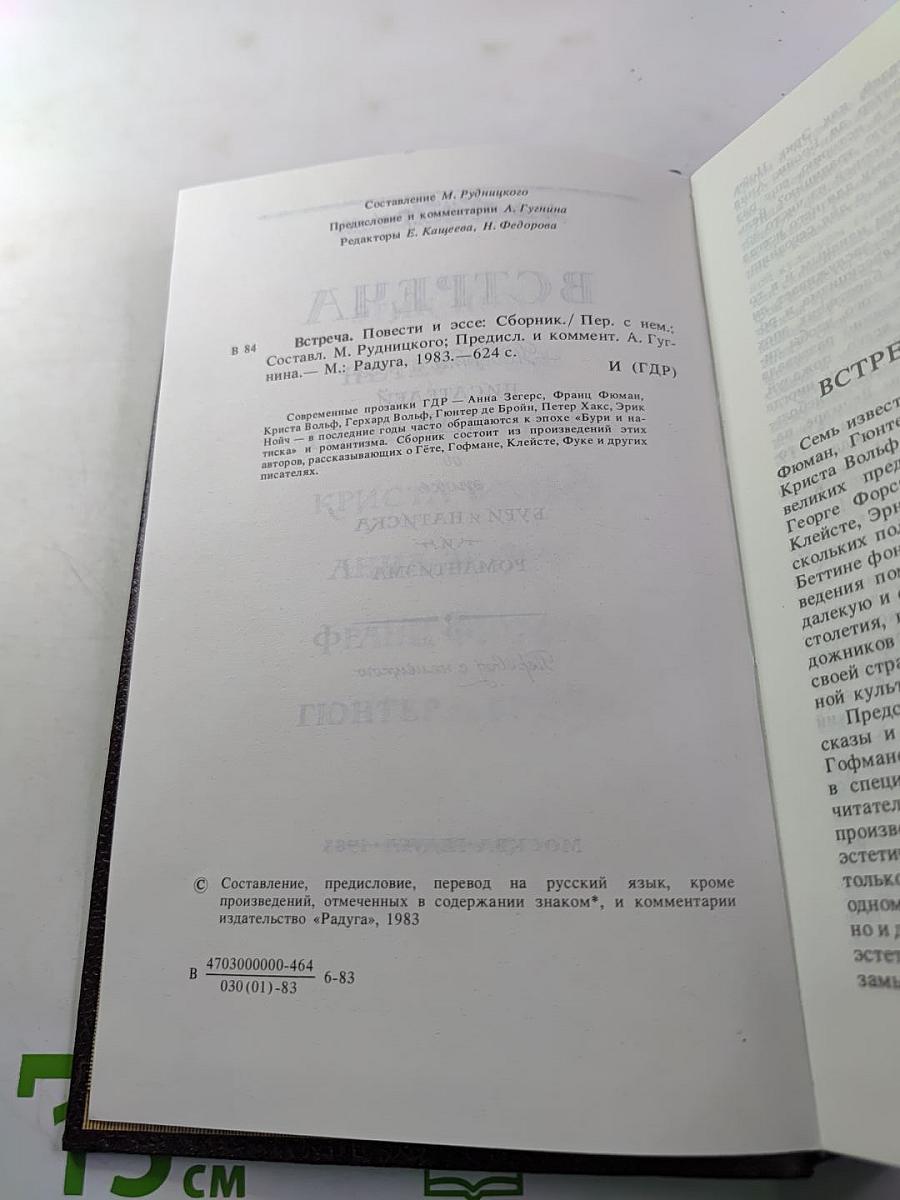 Составление М. Рудницкого
Предисловие и комментарии А. Гугнина
Редакторы Е. Кащеева, Н. Федорова
В 84
Встреча. Повести и эссе: Сборник./ Пер. с нем.;
Составл. М. Рудницкого; Предисл. и коммент. А. Гуг-
нина.— М.: Радуга, 1983.—624 с.
И (ГДР)
Современные прозаики ГДР — Анна Зегерс, Франц Фюман,
Криста Вольф, Герхард Вольф, Гюнтер де Бройн, Петер Хакс, Эрик
Нойч — в последние годы часто обращаются к эпохе «Бури и на-
тиска» и романтизма. Сборник состоит из произведений этих
авторов, рассказывающих о Гёте, Гофмане, Клейсте, Фуке и других
писателях.
© Составление, предисловие, перевод на русский язык, кроме
произведений, отмеченных в содержании знаком*, и комментарии
издательство «Радуга», 1983
В 4703000000-464 6-83
030(01)-83
ВСТРЕ
Семь извест
Фюман, Гюнте
Криста Вольф
великих пред
Георге Форс
Клейсте, Эрн
скольких пол
Беттине фон
ведения пом
далекую и
столетия,
дожников
своей стра
ной культ
Предс
сказы и
Гофмане
в специ
читател
произв
эстети
только
одном
но и д
эстет
замы
см